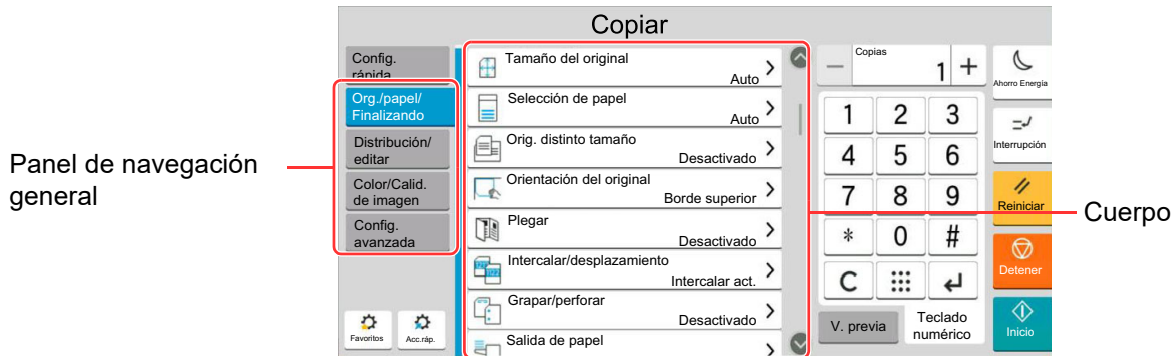 Copiar
Panel de navegación
general
Config.
rápida
Org./papel/
Finalizando
Distribución/
editar
Color/Calid.
de imagen
Config.
avanzada
Favoritos
Acc.ráp.
Tamaño del original
Auto
Selección de papel
Auto
Orig. distinto tamaño
Desactivado
Orientación del original
Borde superior
Plegar
Desactivado
Intercalar/desplazamiento
Intercalar act.
Grapar/perforar
Desactivado
Salida de papel
Copias
1
1 2 3
4 5 6
7 8 9
* 0 #
C
V. previa
Teclado
numérico
Ahorro Energía
Interrupción
Reiniciar
Detener
Inicio
Cuerpo